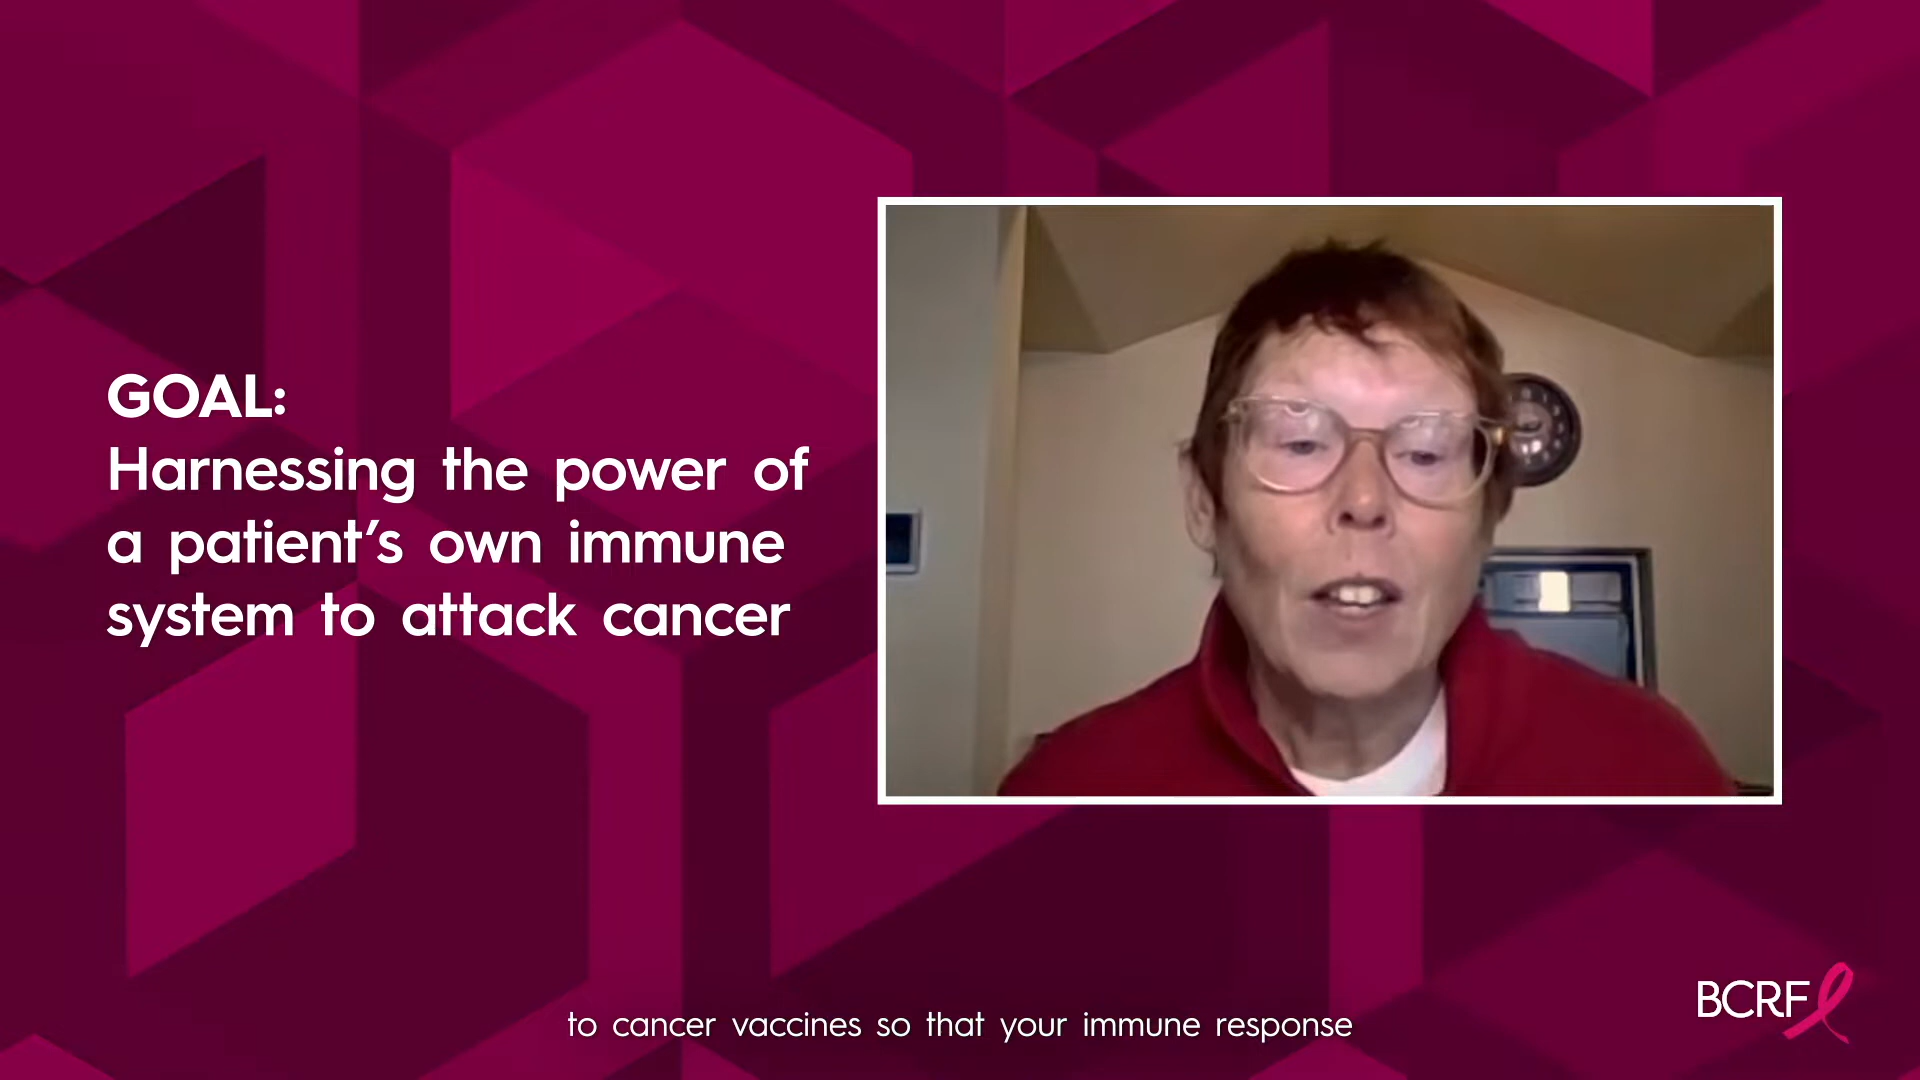 GOAL:
Harnessing the power of
a patient’s own immune
system to attack cancer
to cancer vaccines so that your immune response
BCRF